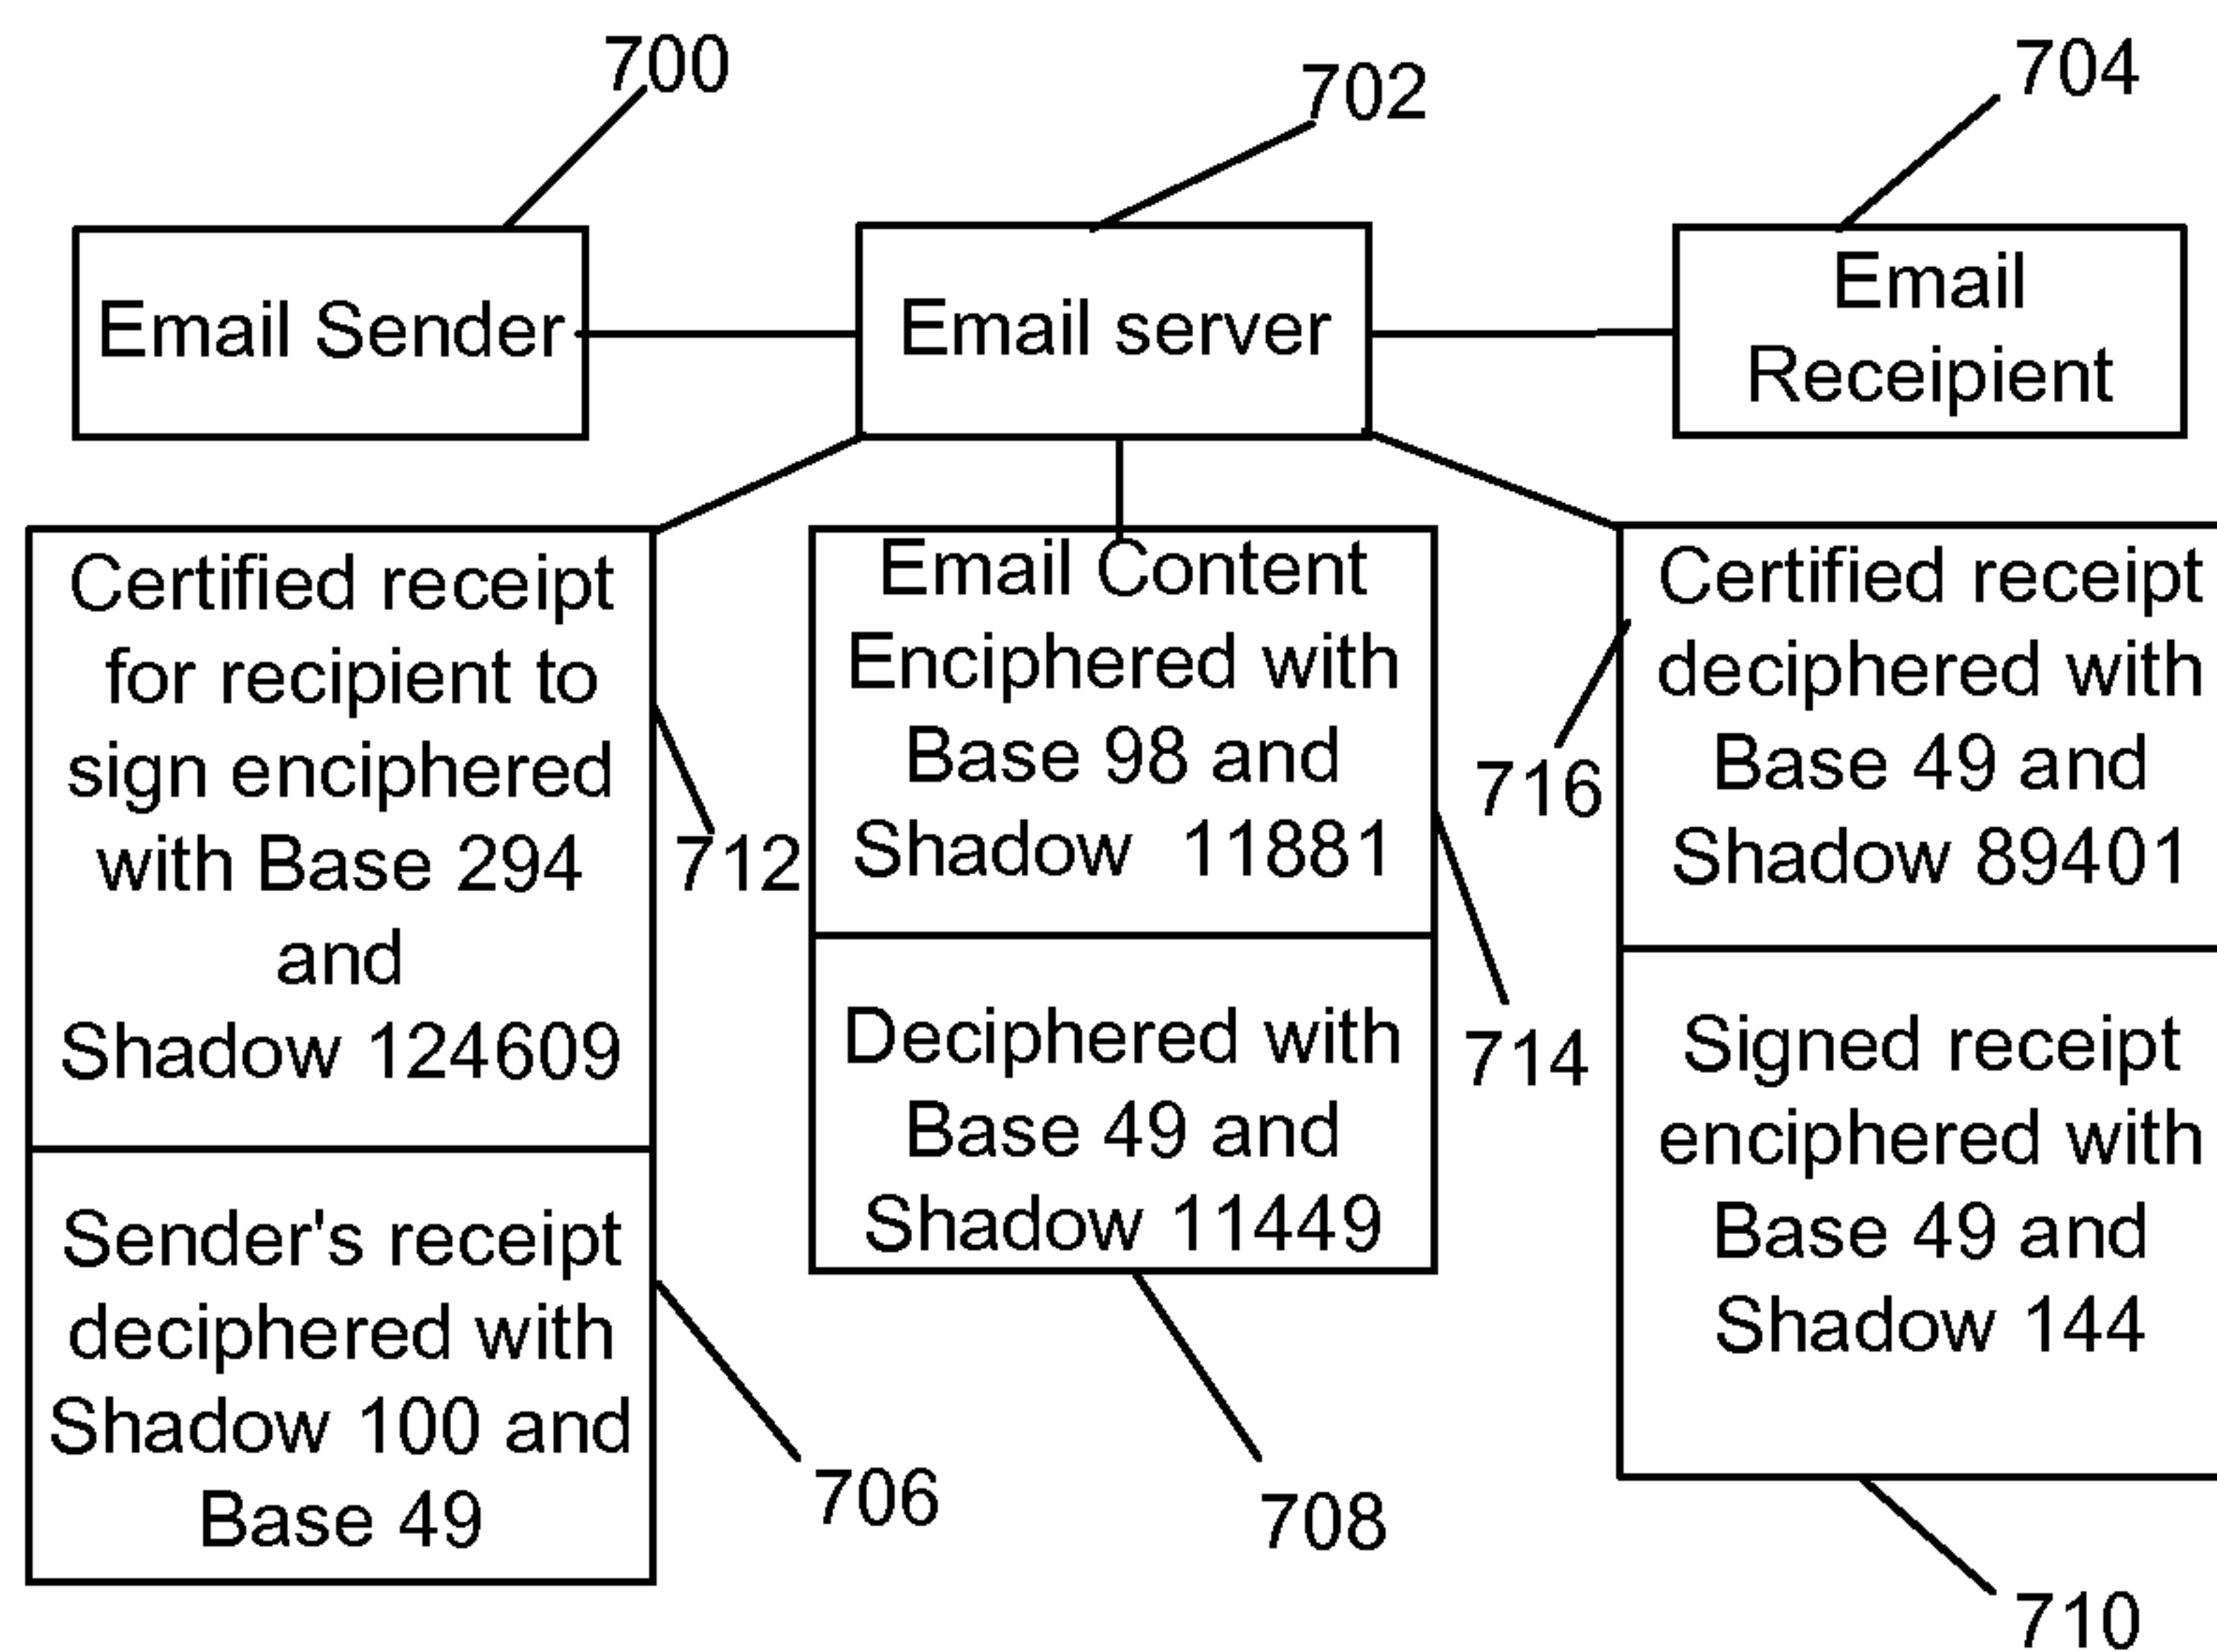 700
702
704
Email Sender
Email server
Email
Receipient
Certified receipt
for recipient to
sign enciphered
with Base 294
and
Shadow 124609
712
Sender's receipt
deciphered with
Shadow 100 and
Base 49
706
Email Content
Enciphered with
Base 98 and
Shadow 11881
714
Deciphered with
Base 49 and
Shadow 11449
708
716
Certified receipt
deciphered with
Base 49 and
Shadow 89401
Signed receipt
enciphered with
Base 49 and
Shadow 144
710